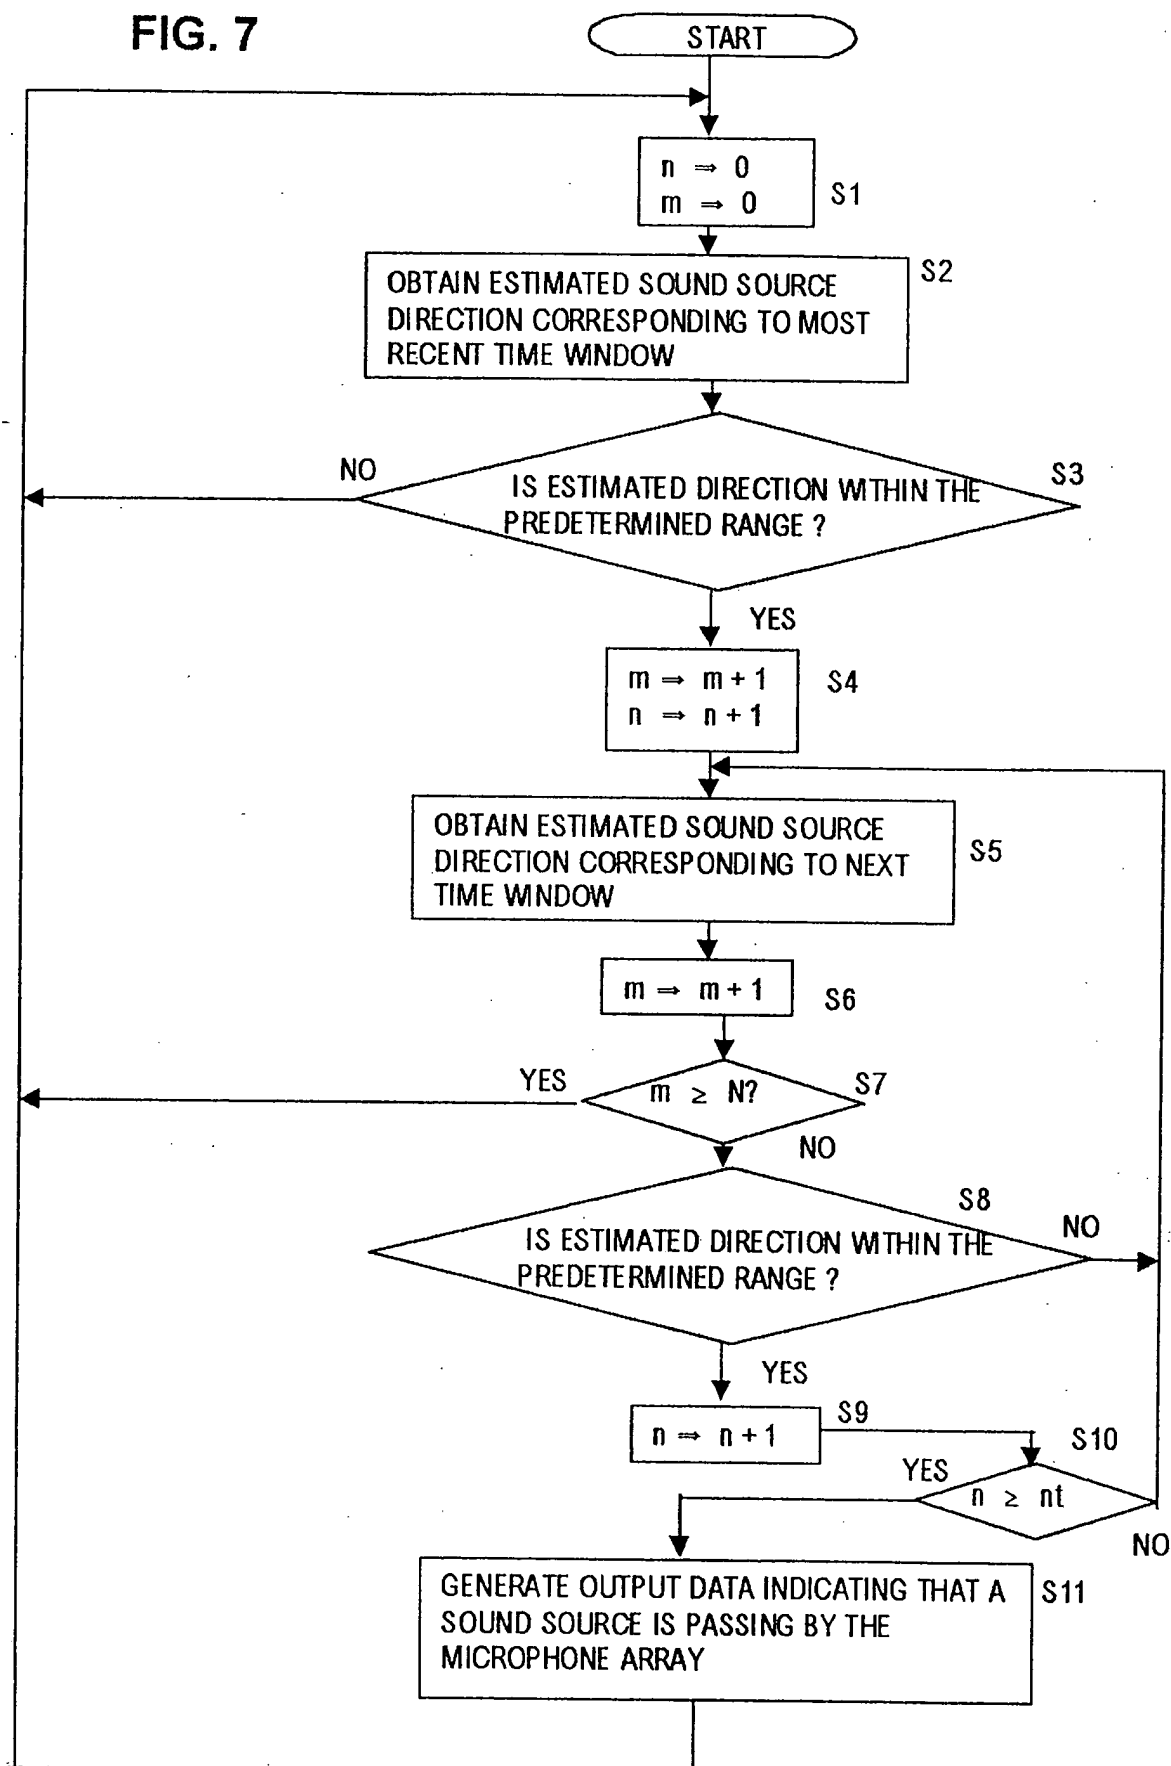 FIG. 7
START
n ⇒ 0
m ⇒ 0
S1
S2
OBTAIN ESTIMATED SOUND SOURCE
DIRECTION CORRESPONDING TO MOST
RECENT TIME WINDOW
NO
S3
IS ESTIMATED DIRECTION WITHIN THE
PREDETERMINED RANGE ?
YES
m ⇒ m + 1
n ⇒ n + 1
S4
OBTAIN ESTIMATED SOUND SOURCE
DIRECTION CORRESPONDING TO NEXT
TIME WINDOW
S5
m ⇒ m + 1
S6
YES
m ≥ N?
S7
NO
S8
NO
IS ESTIMATED DIRECTION WITHIN THE
PREDETERMINED RANGE ?
YES
n ⇒ n + 1
S9
S10
YES
n ≥ nt
NO
GENERATE OUTPUT DATA INDICATING THAT A
SOUND SOURCE IS PASSING BY THE
MICROPHONE ARRAY
S11